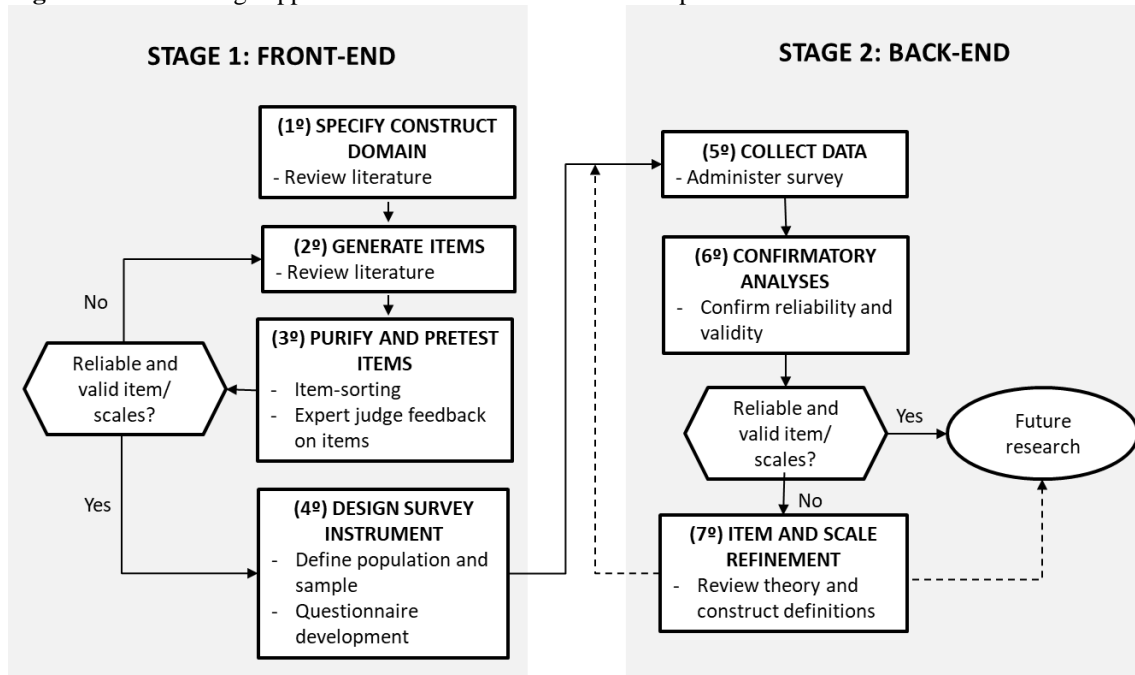 STAGE 1: FRONT-END
(1º) SPECIFY CONSTRUCT
DOMAIN
- Review literature
(2º) GENERATE ITEMS
- Review literature
No
(3º) PURIFY AND PRETEST
ITEMS
- Item-sorting
- Expert judge feedback
on items
Reliable and
valid item/
scales?
Yes
(4º) DESIGN SURVEY
INSTRUMENT
- Define population and
sample
- Questionnaire
development
STAGE 2: BACK-END
(5º) COLLECT DATA
- Administer survey
(6º) CONFIRMATORY
ANALYSES
- Confirm reliability and
validity
Reliable and
valid item/
scales?
Yes
Future
research
No
(7º) ITEM AND SCALE
REFINEMENT
- Review theory and
construct definitions